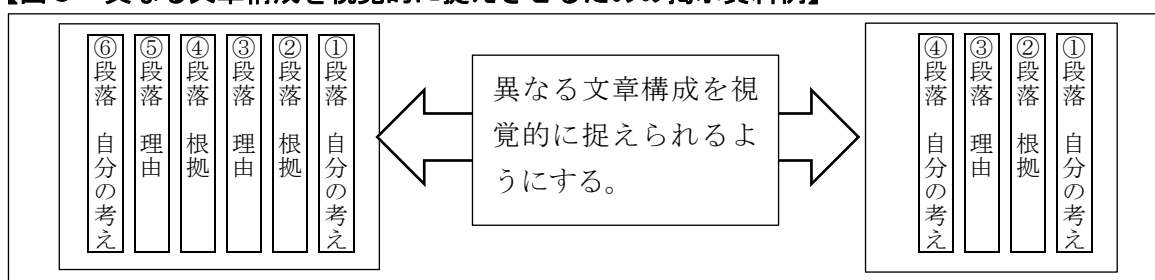 異なる文章構成を視覚的に捉えさせるための掲示資料例】
①段落　自分の考え
②段落　根拠
③段落　理由
④段落　自分の考え
異なる文章構成を視
覚的に捉えられるよ
うにする。
①段落　自分の考え
②段落　根拠
③段落　理由
④段落　根拠
⑤段落　理由
⑥段落　自分の考え